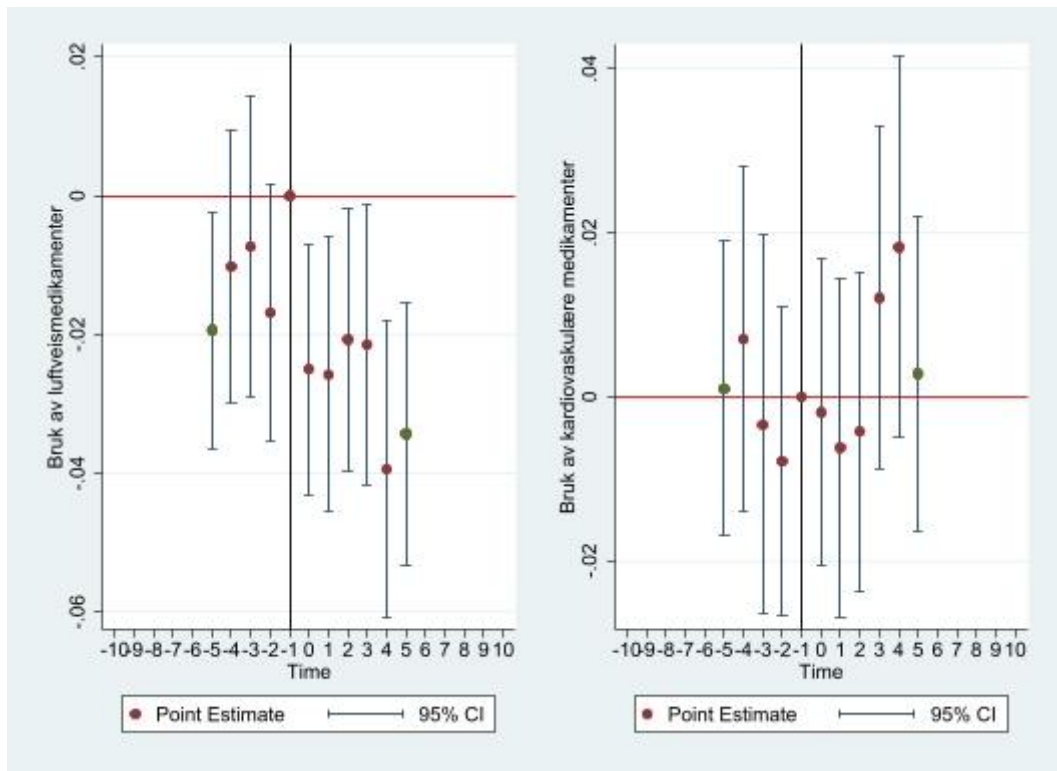 Bruk av luftveismedikamenter
.02
0
-.02
-.04
-.06
-10-9-8-7-6-5-4-3-2-1 0 1 2 3 4 5 6 7 8 9 10
Time
Point Estimate 95% CI
Bruk av kardiovaskulære medikamenter
.04
.02
0
-.02
-10-9-8-7-6-5-4-3-2-1 0 1 2 3 4 5 6 7 8 9 10
Time
Point Estimate 95% CI